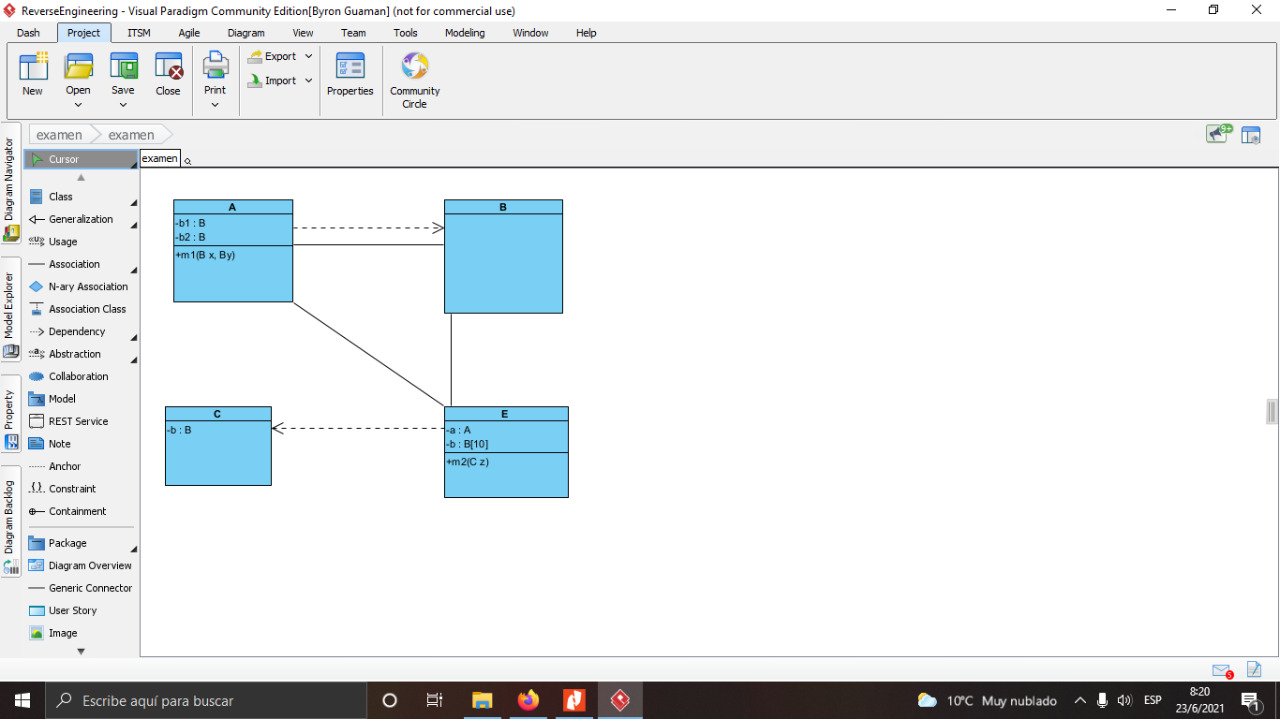 ReverseEngineering - Visual Paradigm Community Edition[Byron Guaman] (not for commercial use)
Dash Project ITSM Agile Diagram View Team Tools Modeling Window Help
New Open Save Close Print Export Import Properties Community Circle
examen examen
9+
Diagram Navigator
Model Explorer
Property
Diagram Backlog
Cursor
Class
Generalization
Usage
Association
N-ary Association
Association Class
Dependency
Abstraction
Collaboration
Model
REST Service
Note
Anchor
Constraint
Containment
Package
Diagram Overview
Generic Connector
User Story
Image
examen
A
-b1 : B
-b2 : B
+m1(B x, By)
B
C
-b : B
E
-a : A
-b : B[10]
+m2(C z)
5
Escribe aquí para buscar
10°C Muy nublado
ESP
8:20
23/6/2021
1